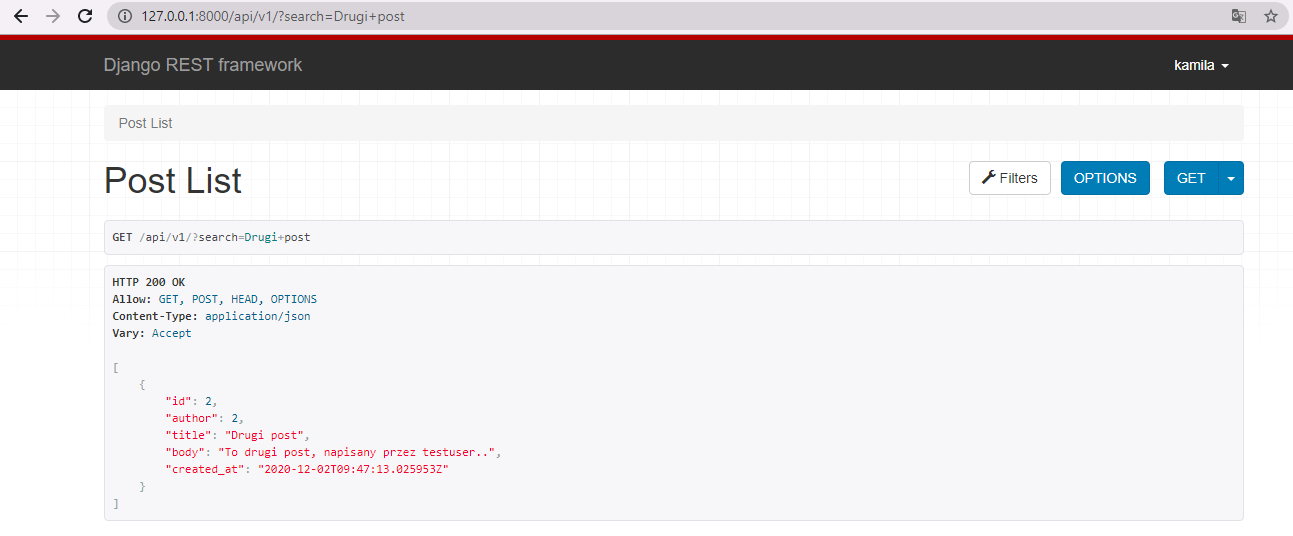 127.0.0.1:8000/api/v1/?search=Drugi+post
Django REST framework
kamila
Post List
Post List
Filters
OPTIONS
GET
GET /api/v1/?search=Drugi+post
HTTP 200 OK
Allow: GET, POST, HEAD, OPTIONS
Content-Type: application/json
Vary: Accept
[
    {
        "id": 2,
        "author": 2,
        "title": "Drugi post",
        "body": "To drugi post, napisany przez testuser..",
        "created_at": "2020-12-02T09:47:13.025953Z"
    }
]